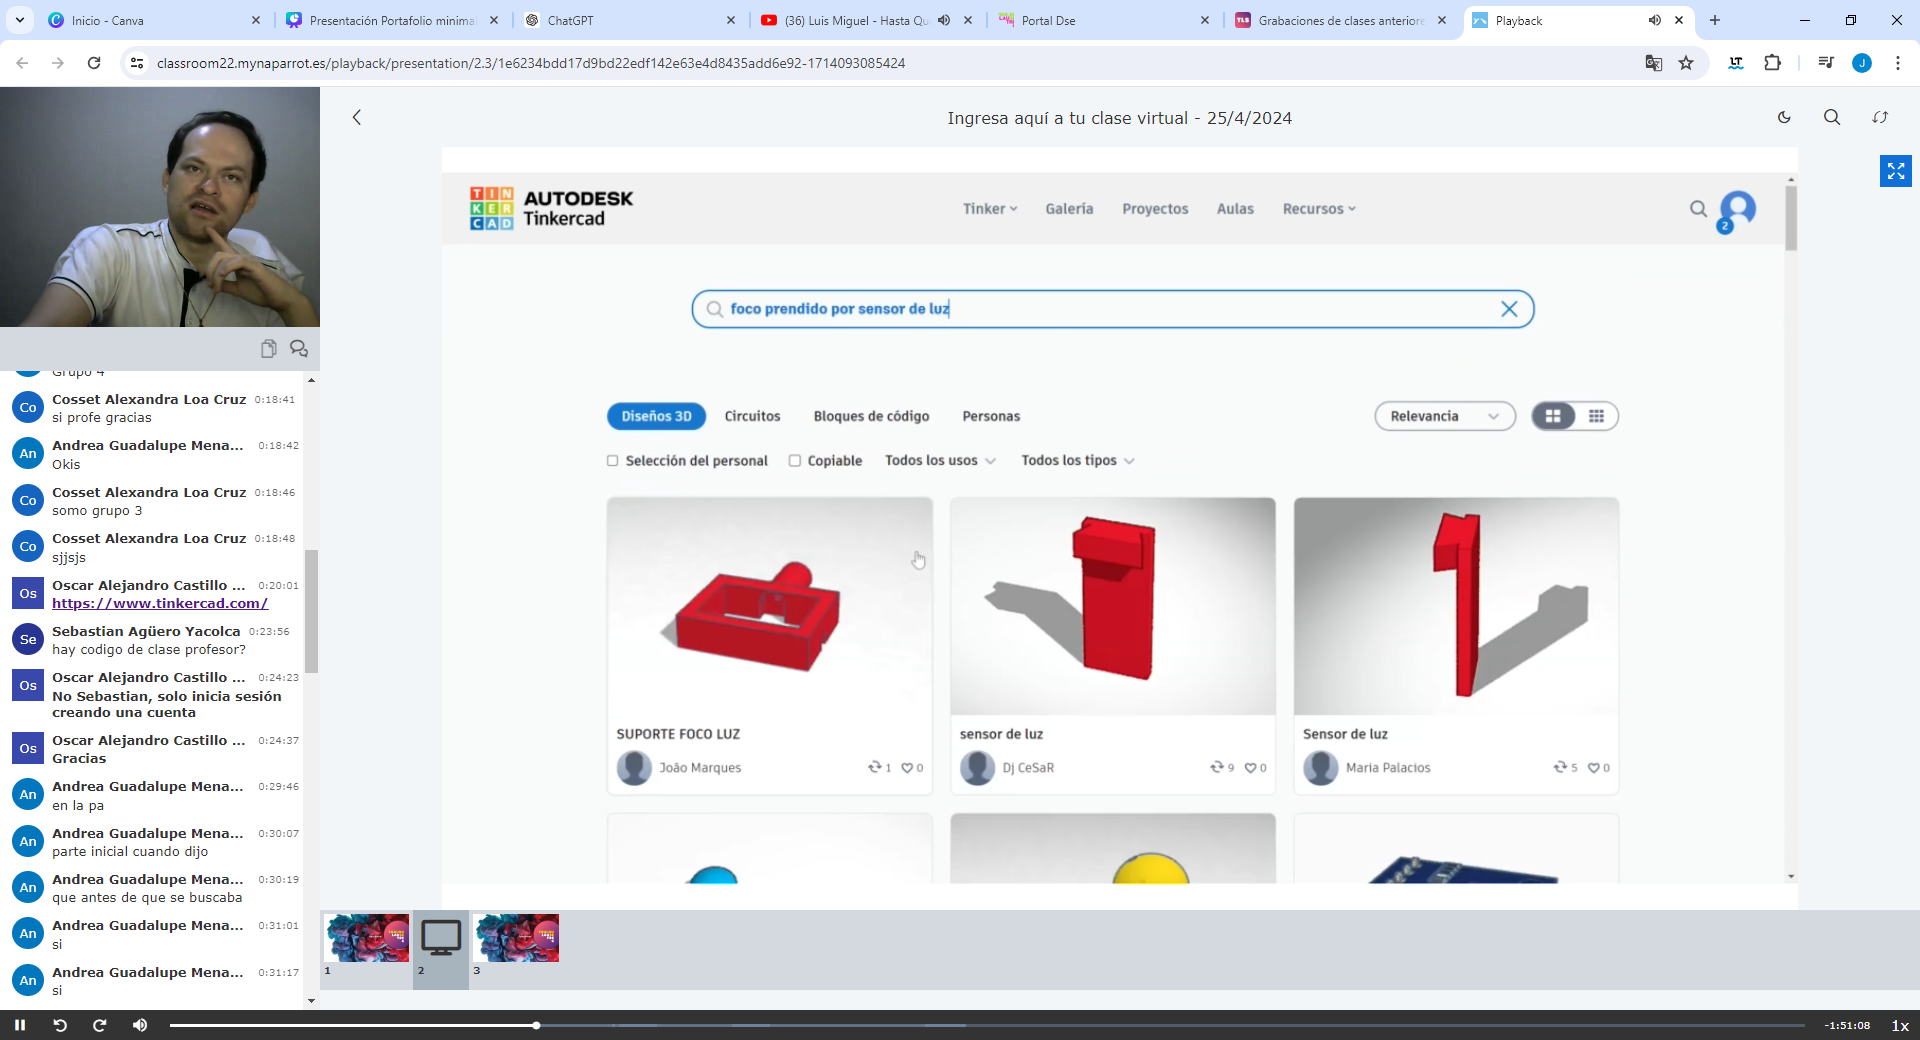 Inicio - Canva
Presentación Portafolio minimal
ChatGPT
(36) Luis Miguel - Hasta Qu
Portal Dse
Grabaciones de clases anteriore
Playback
classroom22.mynaparrot.es/playback/presentation/2.3/1e6234bdd17d9bd22edf142e63e4d8435add6e92-1714093085424
LT
J
Ingresa aquí a tu clase virtual - 25/4/2024
TINKERCAD
AUTODESK
Tinkercad
Tinker
Galería
Proyectos
Aulas
Recursos
2
foco prendido por sensor de luz
Diseños 3D
Circuitos
Bloques de código
Personas
Relevancia
Selección del personal
Copiable
Todos los usos
Todos los tipos
SUPORTE FOCO LUZ
João Marques
1
0
sensor de luz
Dj CeSaR
9
0
Sensor de luz
Maria Palacios
5
0
Grupo 4
Co
Cosset Alexandra Loa Cruz 0:18:41
si profe gracias
An
Andrea Guadalupe Mena... 0:18:42
Okis
Co
Cosset Alexandra Loa Cruz 0:18:46
somo grupo 3
Co
Cosset Alexandra Loa Cruz 0:18:48
sjjsjs
Os
Oscar Alejandro Castillo ... 0:20:01
https://www.tinkercad.com/
Se
Sebastian Agüero Yacolca 0:23:56
hay codigo de clase profesor?
Os
Oscar Alejandro Castillo ... 0:24:23
No Sebastian, solo inicia sesión
creando una cuenta
Os
Oscar Alejandro Castillo ... 0:24:37
Gracias
An
Andrea Guadalupe Mena... 0:29:46
en la pa
An
Andrea Guadalupe Mena... 0:30:07
parte inicial cuando dijo
An
Andrea Guadalupe Mena... 0:30:19
que antes de que se buscaba
An
Andrea Guadalupe Mena... 0:31:01
si
An
Andrea Guadalupe Mena... 0:31:17
si
1
2
3
-1:51:08
1x